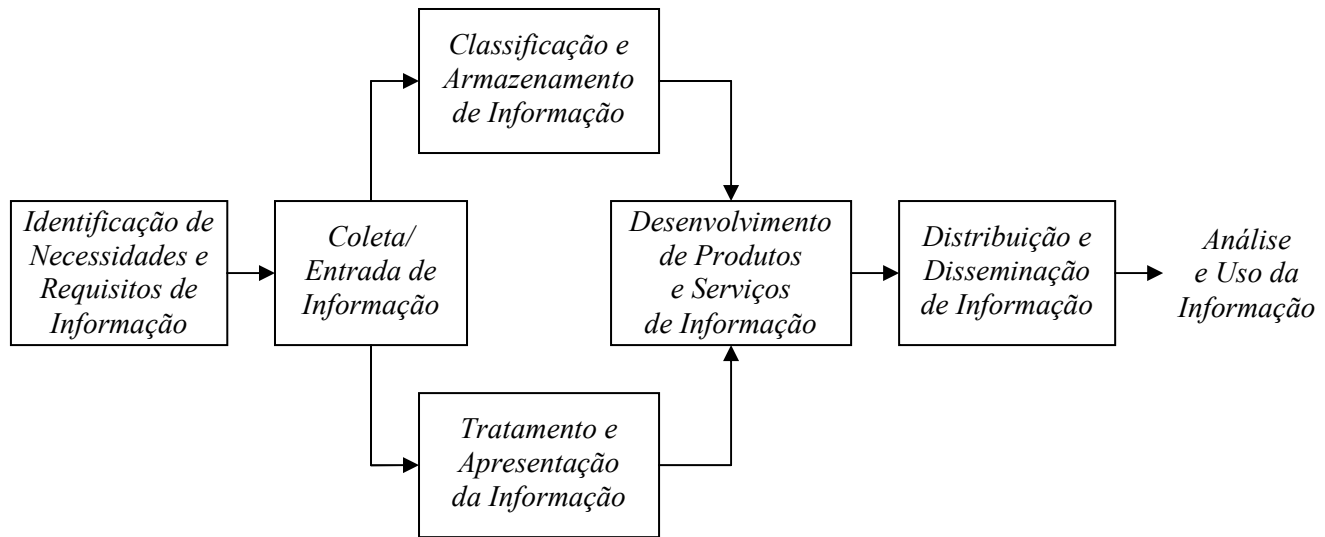 Identificação de
Necessidades e
Requisitos de
Informação
Coleta/
Entrada de
Informação
Classificação e
Armazenamento
de Informação
Tratamento e
Apresentação
da Informação
Desenvolvimento
de Produtos
e Serviços
de Informação
Distribuição e
Disseminação
de Informação
Análise
e Uso da
Informação